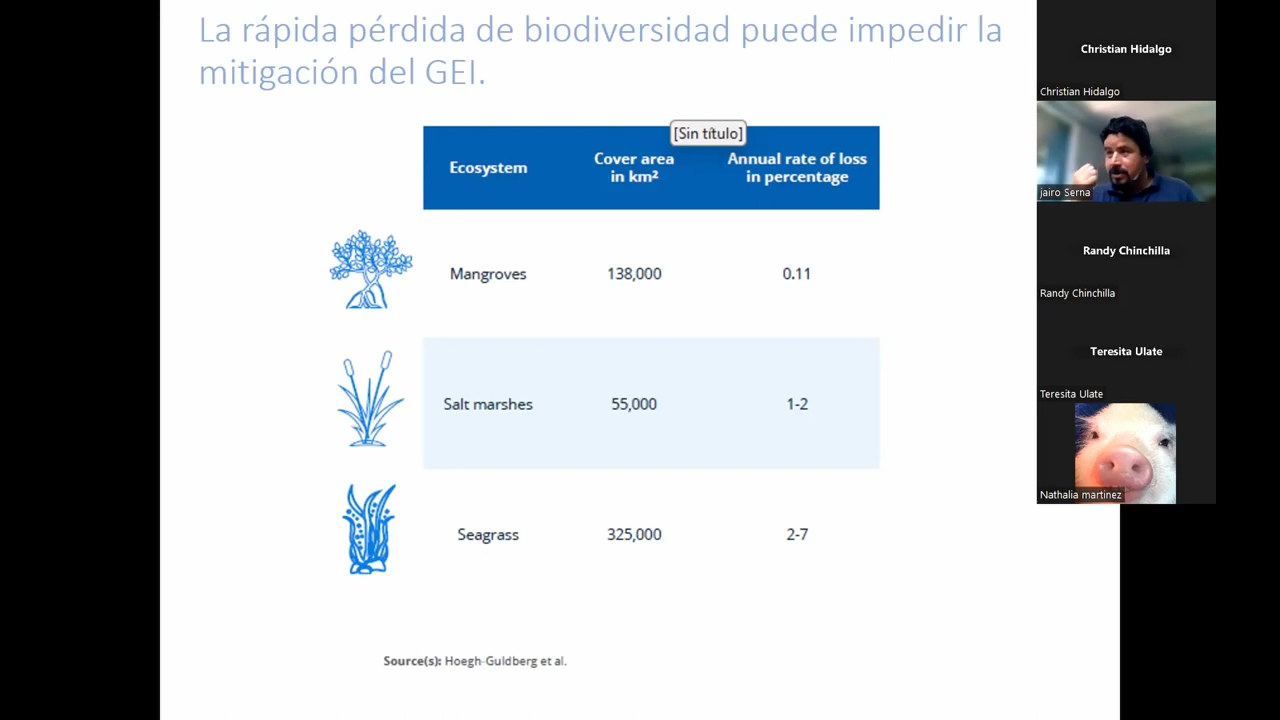 La rápida pérdida de biodiversidad puede impedir la
mitigación del GEI.
[Sin título]
Ecosystem
Cover area
in km²
Annual rate of loss
in percentage
Mangroves 138,000 0.11
Salt marshes 55,000 1-2
Seagrass 325,000 2-7
Source(s): Hoegh-Guldberg et al.
Christian Hidalgo
Christian Hidalgo
jairo Serna
Randy Chinchilla
Randy Chinchilla
Teresita Ulate
Teresita Ulate
Nathalia martinez